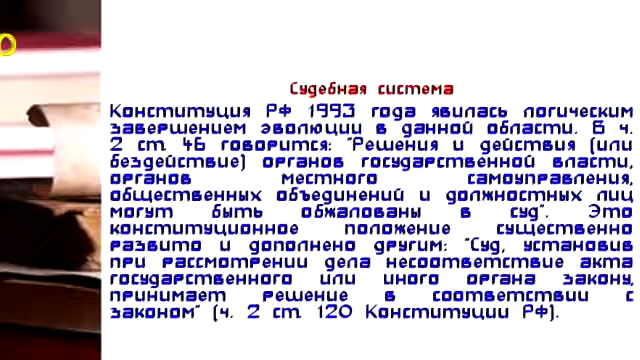 Судебная система
Конституция РФ 1993 года явилась логическим
завершением эволюции в данной области. В ч.
2 ст. 46 говорится: "Решения и действия (или
бездействие) органов государственной власти,
органов местного самоуправления,
общественных объединений и должностных лиц
могут быть обжалованы в суд". Это
конституционное положение существенно
развито и дополнено другим: "Суд, установив
при рассмотрении дела несоответствие акта
государственного или иного органа закону,
принимает решение в соответствии с
законом" (ч. 2 ст. 120 Конституции РФ).